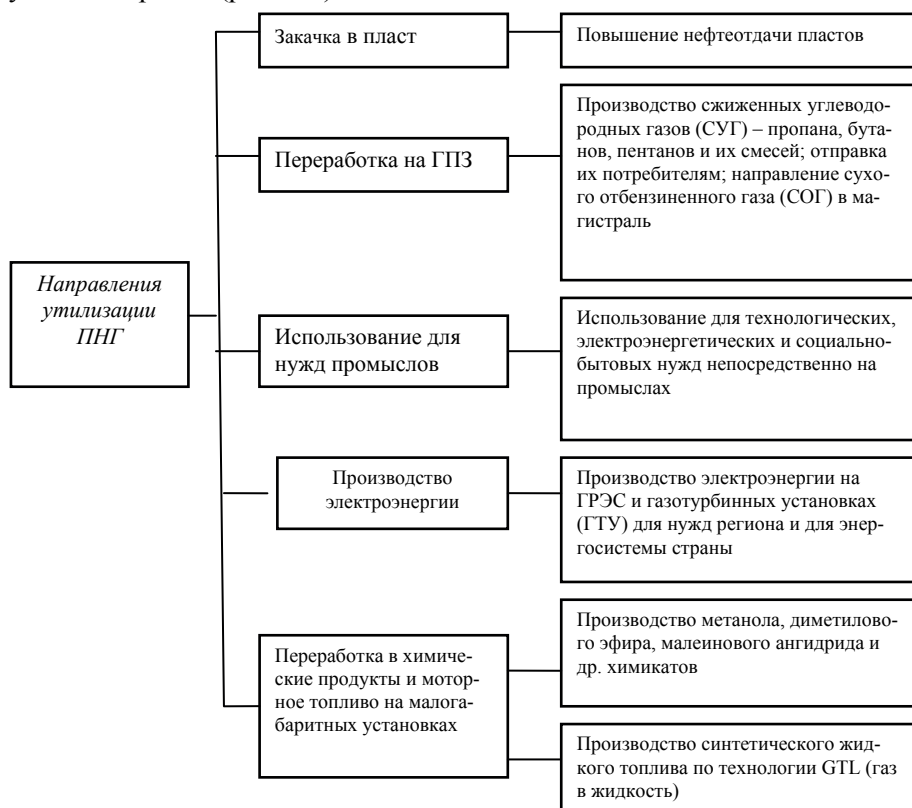 Закачка в пласт
Повышение нефтеотдачи пластов
Переработка на ГПЗ
Производство сжиженных углеводо-
родных газов (СУГ) – пропана, бута-
нов, пентанов и их смесей; отправка
их потребителям; направление сухо-
го отбензиненного газа (СОГ) в ма-
гистраль
Направления
утилизации
ПНГ
Использование для
нужд промыслов
Использование для технологических,
электроэнергетических и социально-
бытовых нужд непосредственно на
промыслах
Производство
электроэнергии
Производство электроэнергии на
ГРЭС и газотурбинных установках
(ГТУ) для нужд региона и для энер-
госистемы страны
Переработка в химиче-
ские продукты и мотор-
ное топливо на малога-
баритных установках
Производство метанола, диметилово-
го эфира, малеинового ангидрида и
др. химикатов
Производство синтетического жид-
кого топлива по технологии GTL (газ
в жидкость)